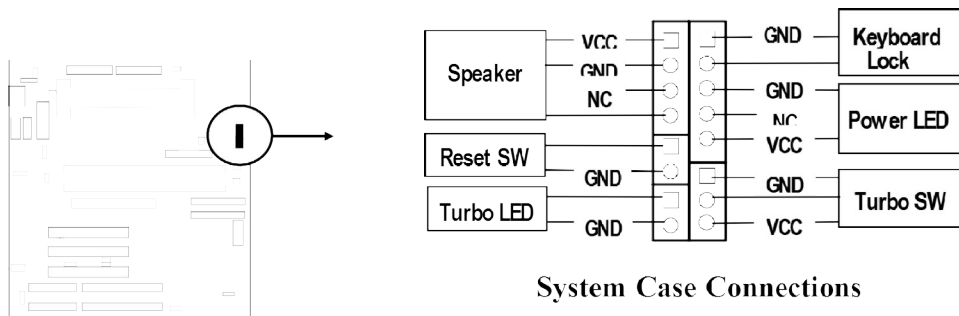 VCC
GND
Keyboard
Lock
Speaker
GND
NC
GND
NC
VCC
Power LED
Reset SW
GND
GND
Turbo SW
Turbo LED
GND
VCC
System Case Connections